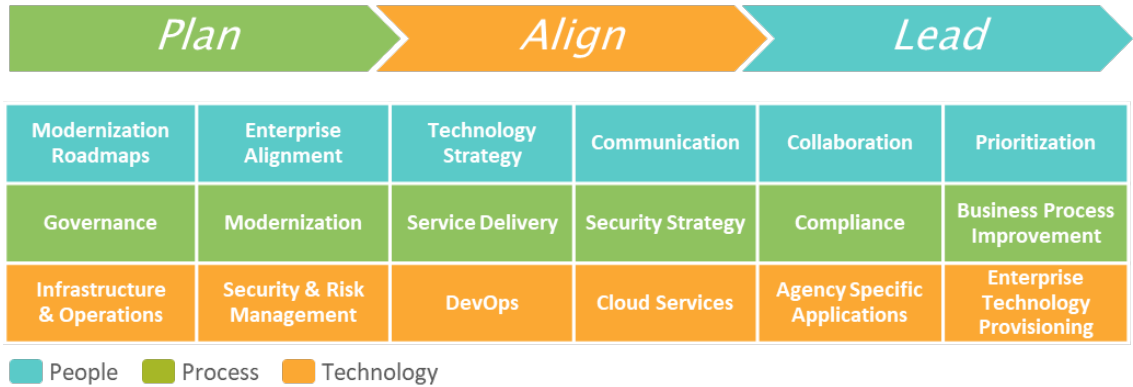 Plan Align Lead
Modernization
Roadmaps
Enterprise
Alignment
Technology
Strategy
Communication
Collaboration
Prioritization
Governance
Modernization
Service Delivery
Security Strategy
Compliance
Business Process
Improvement
Infrastructure
& Operations
Security & Risk
Management
DevOps
Cloud Services
Agency Specific
Applications
Enterprise
Technology
Provisioning
People Process Technology